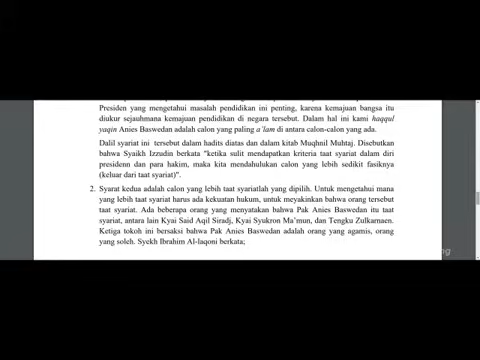 Presiden yang mengetahui masalah pendidikan ini penting, karena kemajuan bangsa itu
diukur sejauhmana kemajuan pendidikan di negara tersebut. Dalam hal ini kami haqqul
yaqin Anies Baswedan adalah calon yang paling a'lam di antara calon-calon yang ada.
Dalil syariat ini tersebut dalam hadits diatas dan dalam kitab Muqhnil Muhtaj. Disebutkan
bahwa Syaikh Izzudin berkata "ketika sulit mendapatkan kriteria taat syariat dalam diri
presidenn dan para hakim, maka kita mendahulukan calon yang lebih sedikit fasiknya
(keluar dari taat syariat)".
2. Syarat kedua adalah calon yang lebih taat syariatlah yang dipilih. Untuk mengetahui mana
yang lebih taat syariat harus ada kekuatan hukum, untuk meyakinkan bahwa orang tersebut
taat syariat. Ada beberapa orang yang menyatakan bahwa Pak Anies Baswedan itu taat
syariat, antara lain Kyai Said Aqil Siradj, Kyai Syukron Ma'mun, dan Tengku Zulkarnaen.
Ketiga tokoh ini bersaksi bahwa Pak Anies Baswedan adalah orang yang agamis, orang
yang soleh. Syekh Ibrahim Al-laqoni berkata;